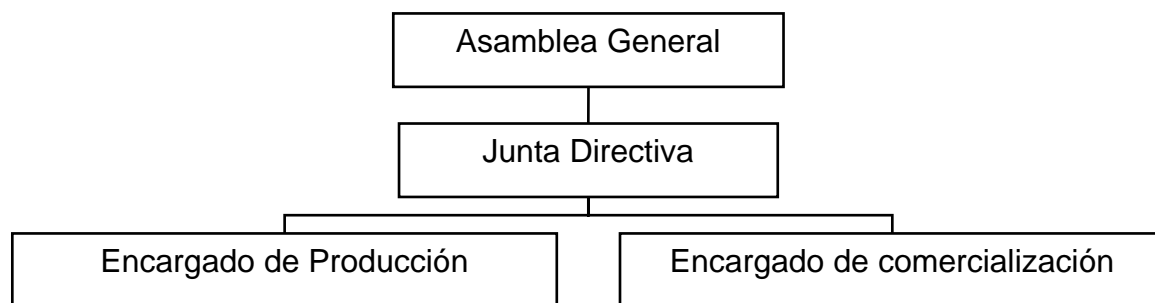 Asamblea General
Junta Directiva
Encargado de Producción
Encargado de comercialización